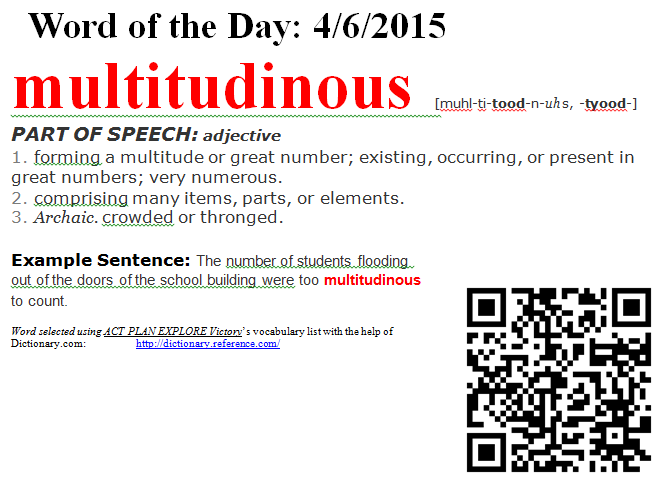 Word of the Day: 4/6/2015
multitudinous [muhl-ti-tood-n-uhs, -tyood-]
PART OF SPEECH: adjective
1. forming a multitude or great number; existing, occurring, or present in
great numbers; very numerous.
2. comprising many items, parts, or elements.
3. Archaic. crowded or thronged.
Example Sentence: The number of students flooding
out of the doors of the school building were too multitudinous
to count.
Word selected using ACT PLAN EXPLORE Victory's vocabulary list with the help of
Dictionary.com: http://dictionary.reference.com/